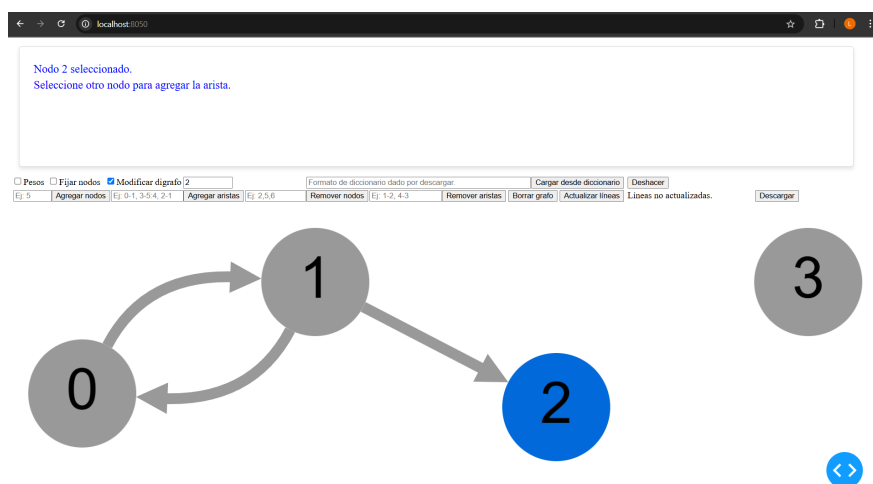 localhost:8050
L
Nodo 2 seleccionado.
Seleccione otro nodo para agregar la arista.
Pesos Fijar nodos Modificar digrafo 2 Formato de diccionario dado por descargar. Cargar desde diccionario Deshacer
Ej: 5 Agregar nodos Ej: 0-1, 3-5:4, 2-1 Agregar aristas Ej: 2,5,6 Remover nodos Ej: 1-2, 4-3 Remover aristas Borrar grafo Actualizar líneas Líneas no actualizadas. Descargar
1
3
0
2